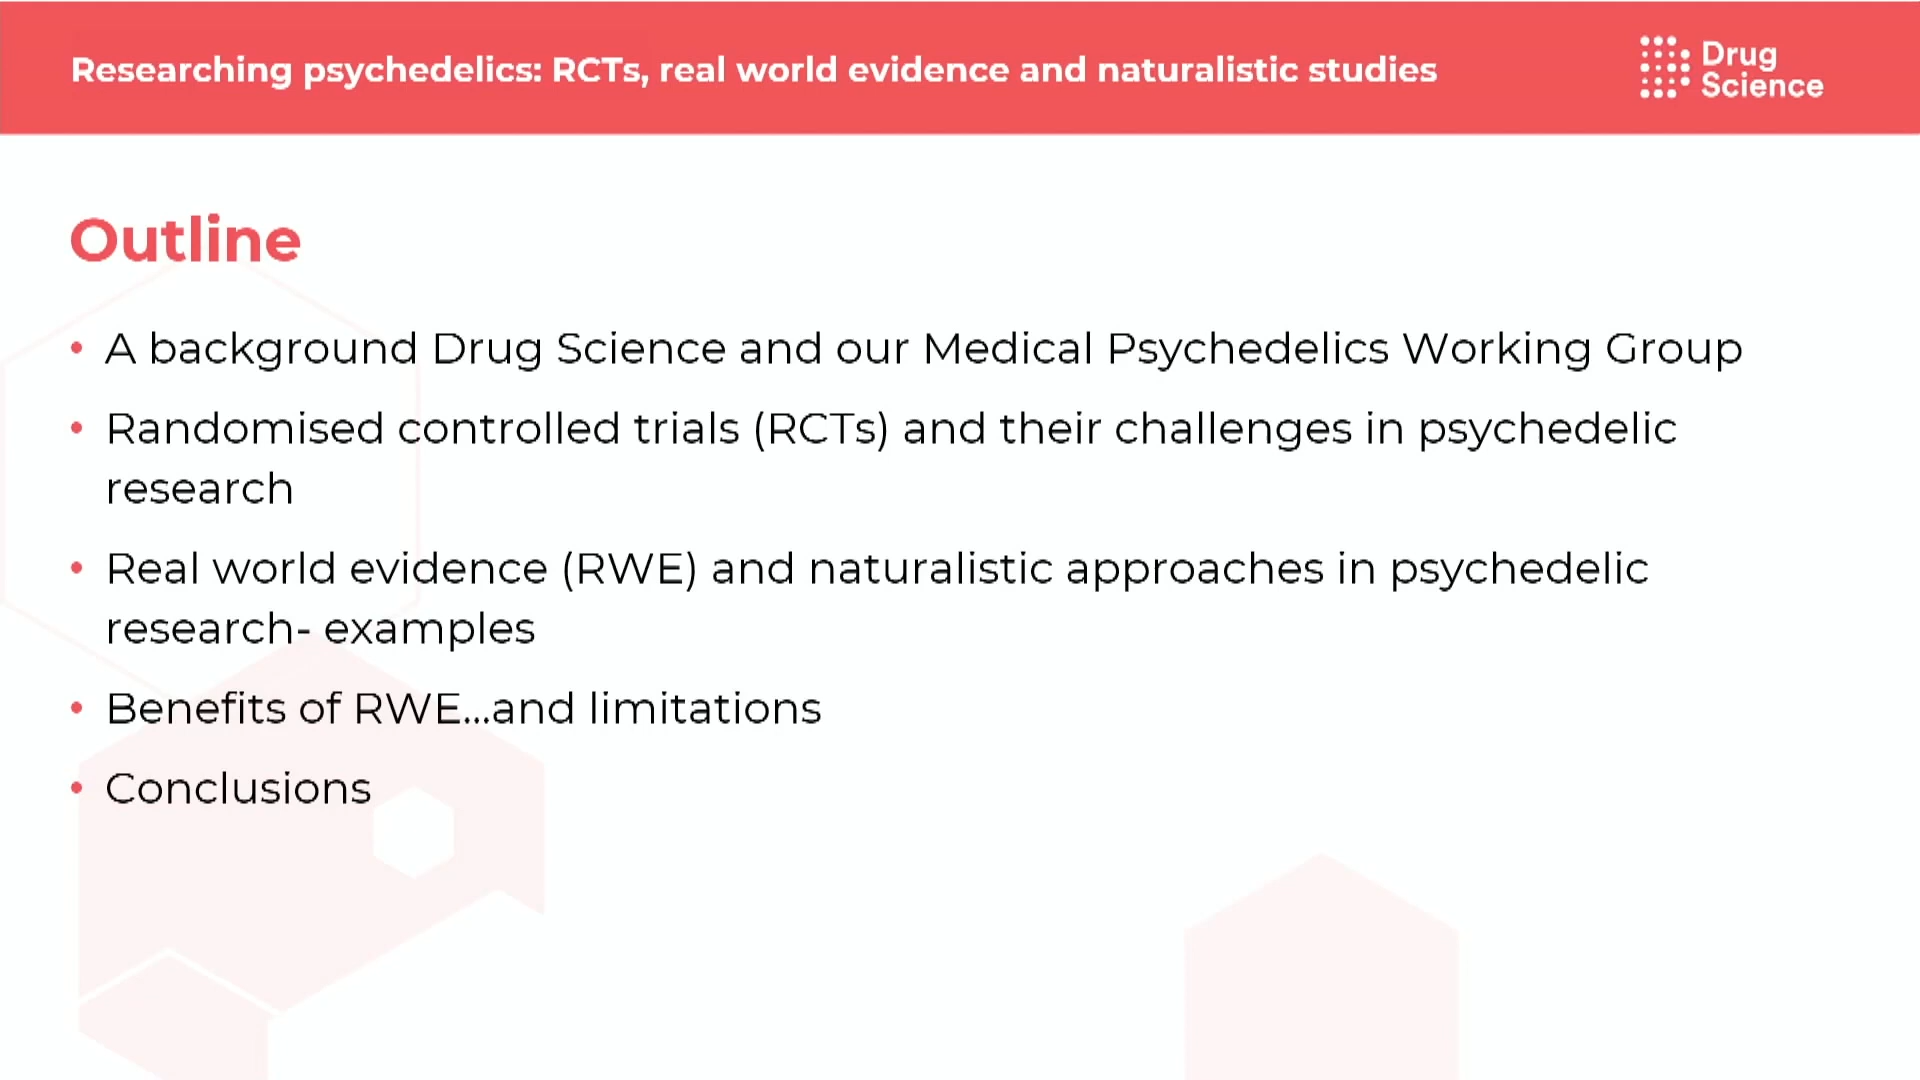 Researching psychedelics: RCTs, real world evidence and naturalistic studies
Drug
Science
Outline
• A background Drug Science and our Medical Psychedelics Working Group
• Randomised controlled trials (RCTs) and their challenges in psychedelic
research
• Real world evidence (RWE) and naturalistic approaches in psychedelic
research- examples
• Benefits of RWE...and limitations
• Conclusions